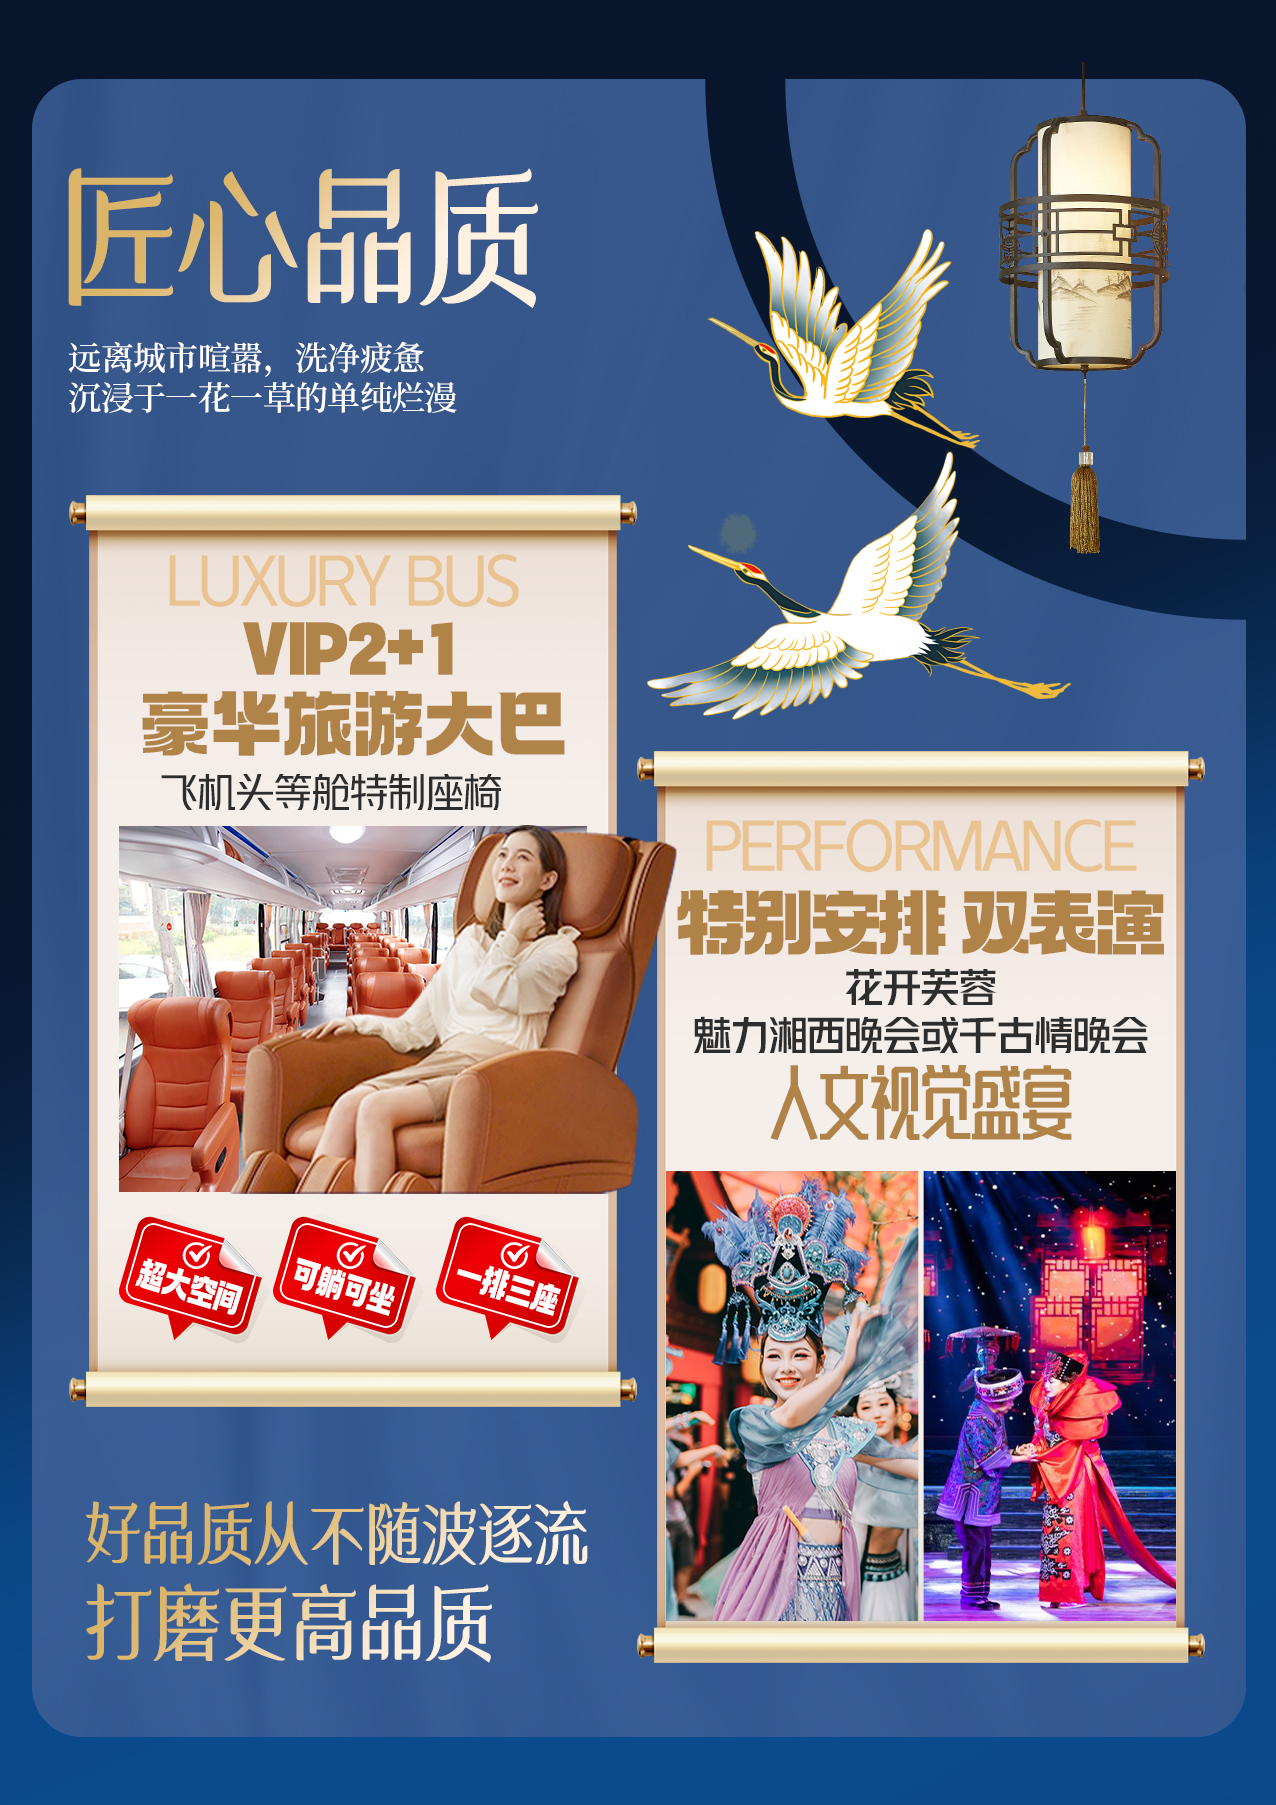 匠心品质
远离城市喧嚣，洗净疲惫
沉浸于一花一草的单纯烂漫
LUXURY BUS
VIP2+1
豪华旅游大巴
飞机头等舱特制座椅
超大空间
可躺可坐
一排三座
PERFORMANCE
特别安排 双表演
花开芙蓉
魅力湘西晚会或千古情晚会
人文视觉盛宴
好品质从不随波逐流
打磨更高品质